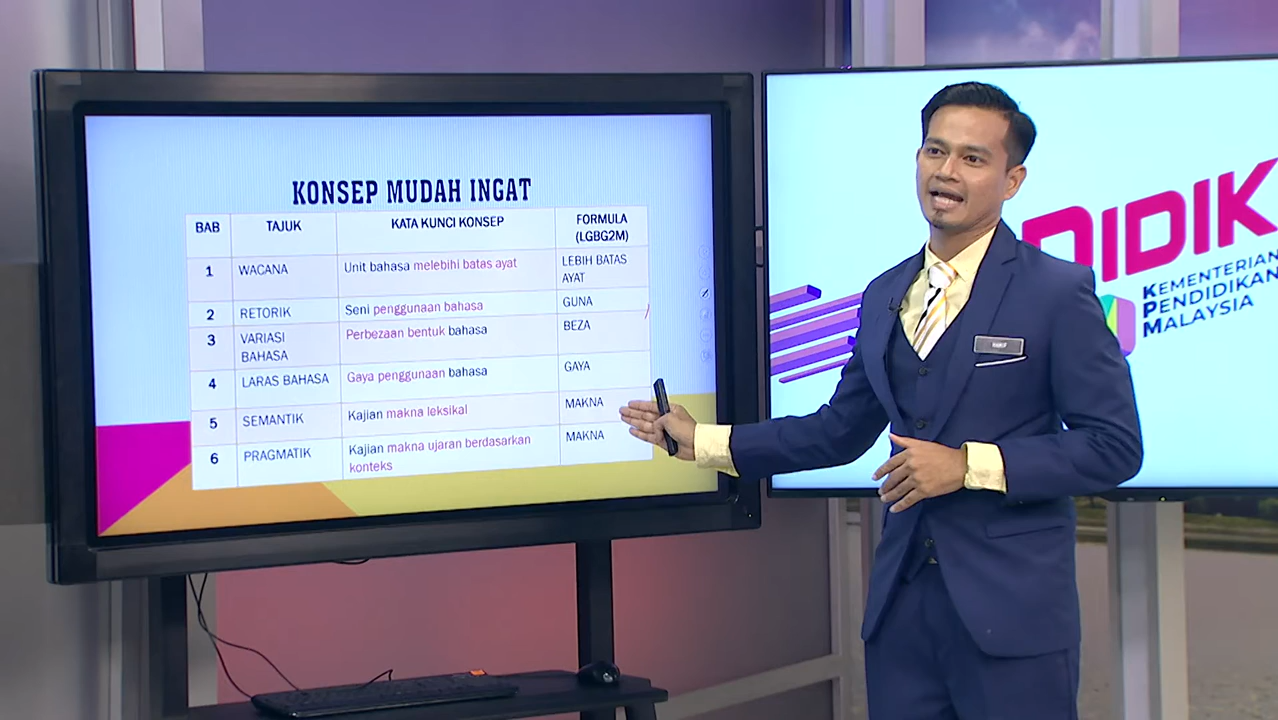 KONSEP MUDAH INGAT
BAB TAJUK KATA KUNCI KONSEP FORMULA (LGBG2M)
1 WACANA Unit bahasa melebihi batas ayat LEBIH BATAS AYAT
2 RETORIK Seni penggunaan bahasa GUNA
3 VARIASI BAHASA Perbezaan bentuk bahasa BEZA
4 LARAS BAHASA Gaya penggunaan bahasa GAYA
5 SEMANTIK Kajian makna leksikal MAKNA
6 PRAGMATIK Kajian makna ujaran berdasarkan konteks MAKNA
DIDIK
KEMENTERIAN
PENDIDIKAN
MALAYSIA